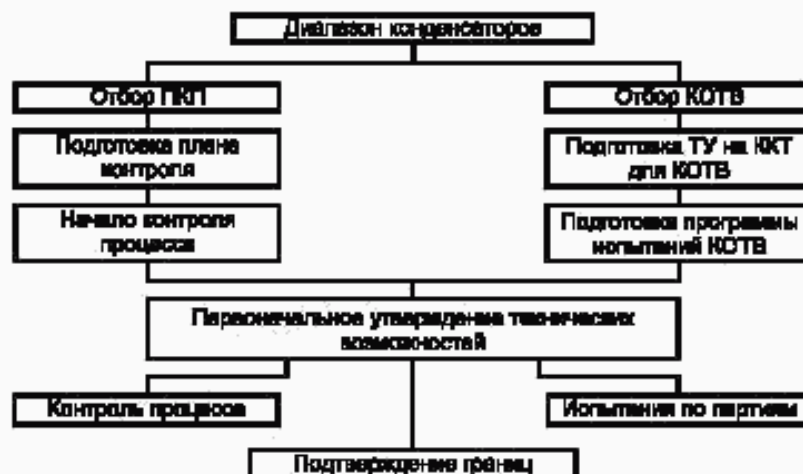 Диапазон конденсаторов
Отбор ПКП
Отбор КОТВ
Подготовка плана
контроля
Подготовка ТУ на ККТ
для КОТВ
Начало контроля
процесса
Подготовка программы
испытаний КОТВ
Первоначальное утверждение технических
возможностей
Контроль процесса
Испытания по партиям
Подтверждение границ